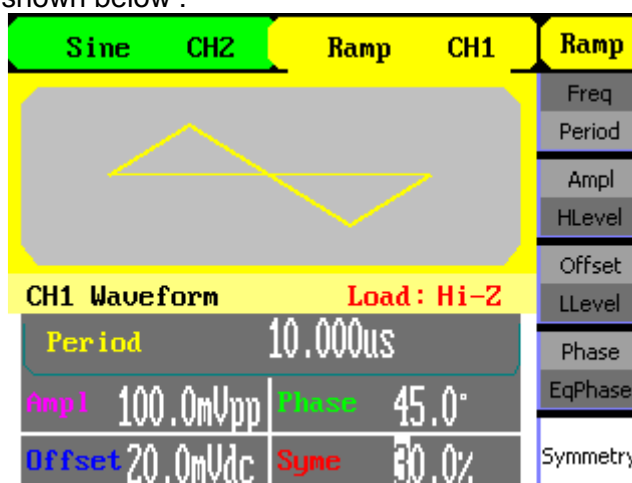 shown below :
Sine CH2 Ramp CH1 Ramp
Freq
Period
Ampl
HLevel
Offset
LLevel
Phase
EqPhase
Symmetry
CH1 Waveform Load: Hi-Z
Period 10.000us
Ampl 100.0mVpp Phase 45.0°
Offset 20.0mVdc Syme 30.0%